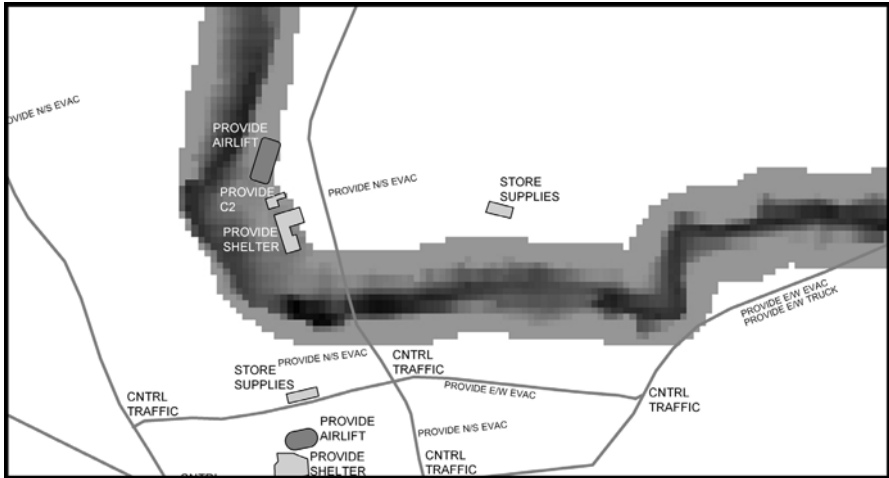 PROVIDE N/S EVAC
PROVIDE
AIRLIFT
PROVIDE N/S EVAC
STORE
SUPPLIES
PROVIDE
C2
PROVIDE
SHELTER
PROVIDE E/W EVAC
PROVIDE E/W TRUCK
PROVIDE N/S EVAC
CNTRL
TRAFFIC
STORE
SUPPLIES
PROVIDE E/W EVAC
CNTRL
TRAFFIC
CNTRL
TRAFFIC
PROVIDE
AIRLIFT
PROVIDE N/S EVAC
PROVIDE
SHELTER
CNTRL
TRAFFIC
CNTRL